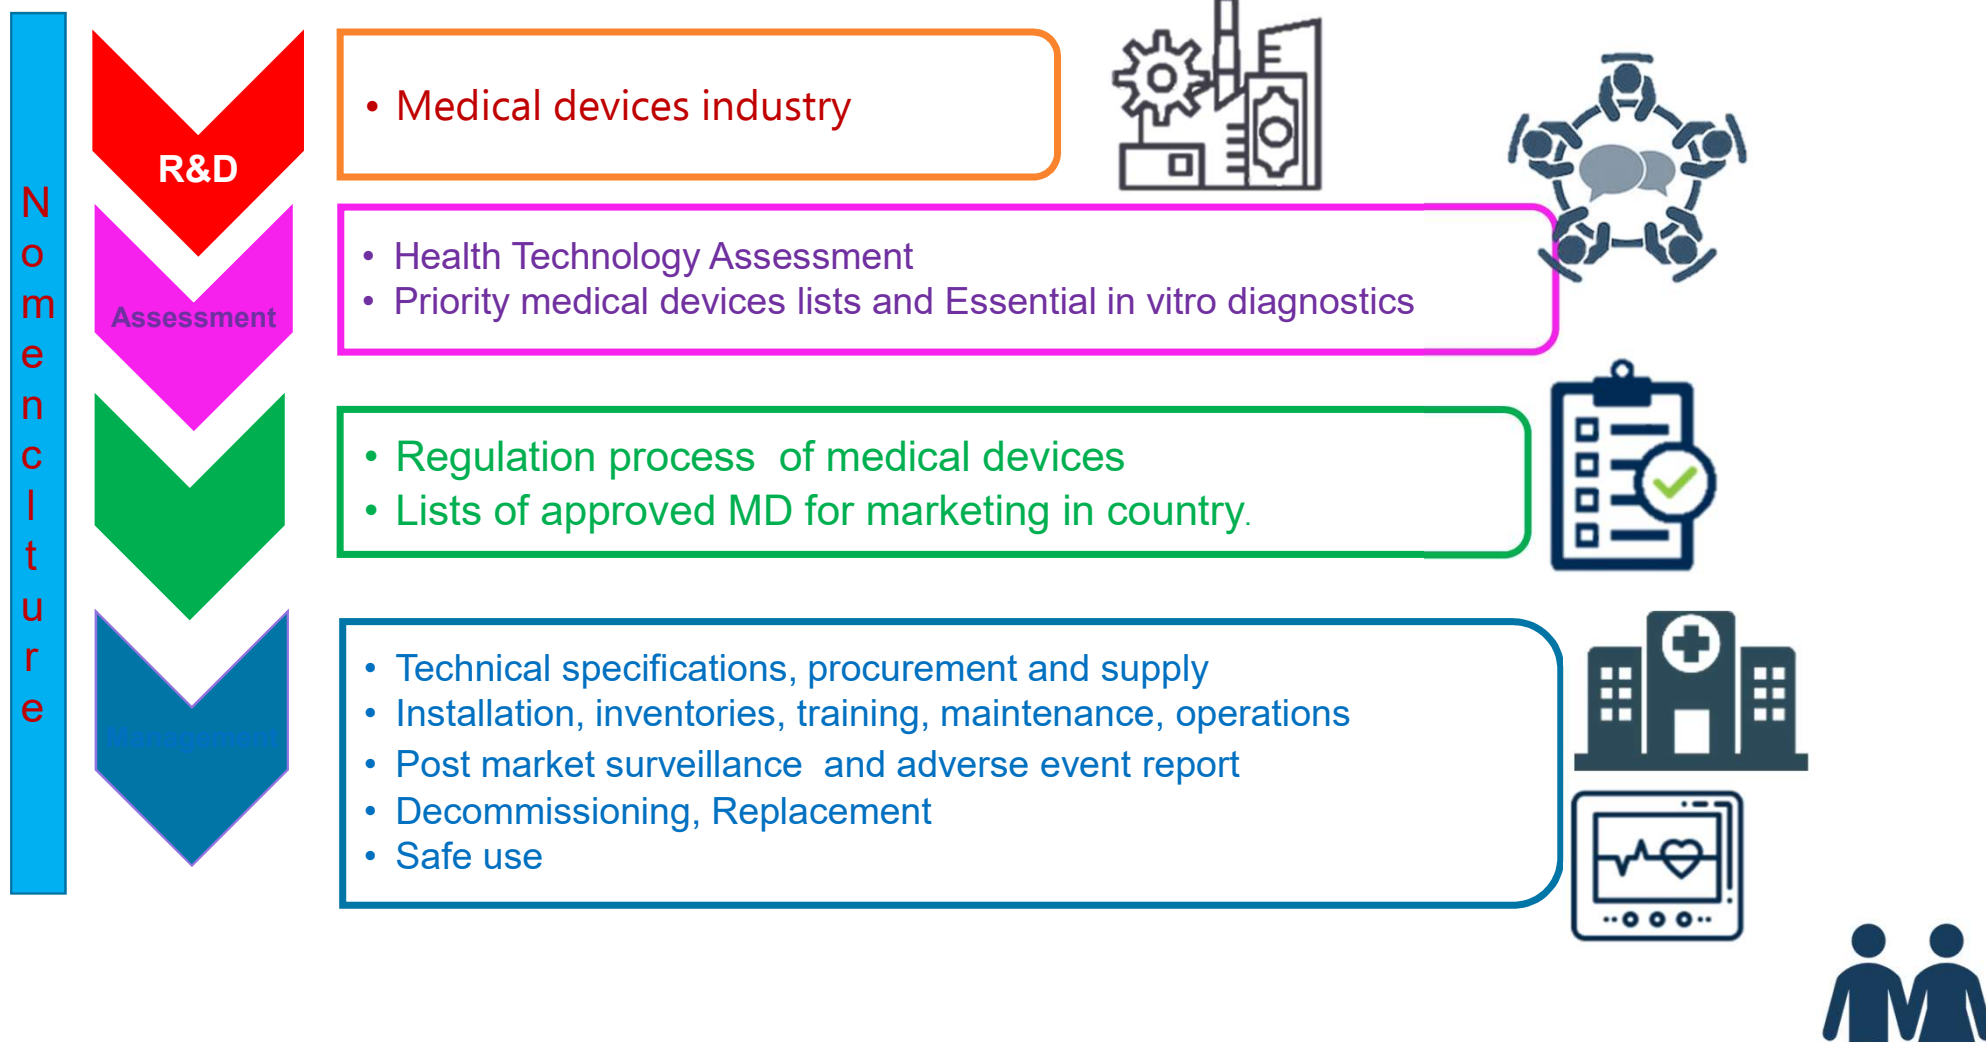 Nomenclture
R&D
• Medical devices industry
Assessment
• Health Technology Assessment
• Priority medical devices lists and Essential in vitro diagnostics
• Regulation process of medical devices
• Lists of approved MD for marketing in country.
Management
• Technical specifications, procurement and supply
• Installation, inventories, training, maintenance, operations
• Post market surveillance and adverse event report
• Decommissioning, Replacement
• Safe use